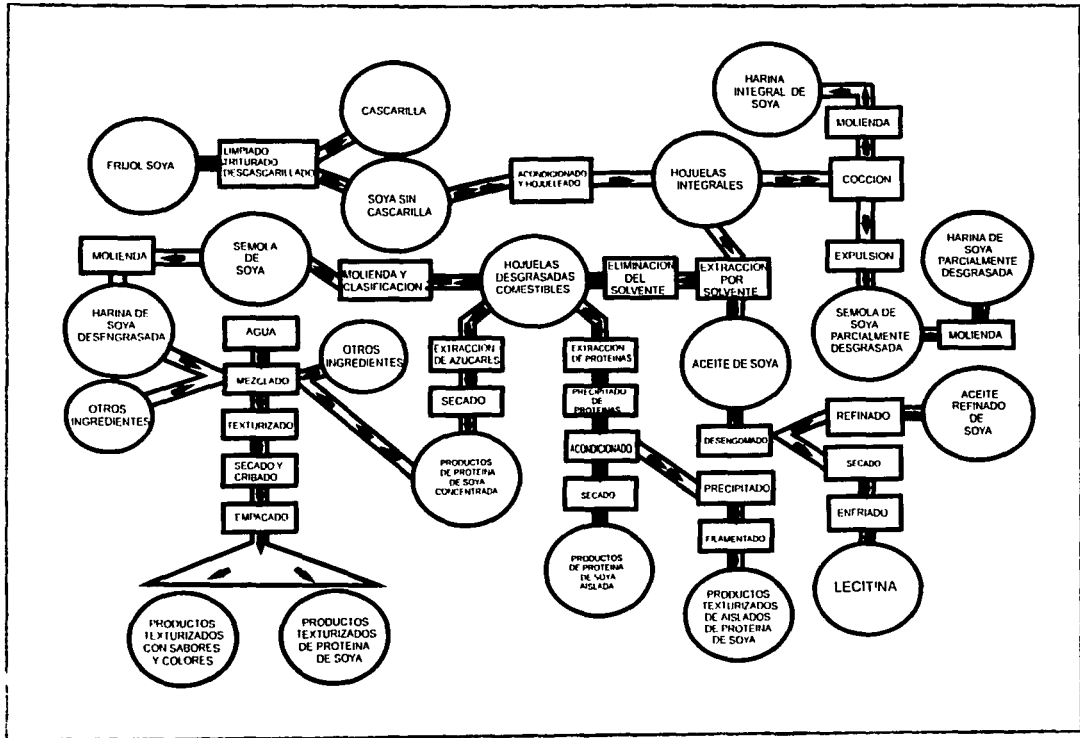 FRIJOL SOYA
LIMPIADO
TRITURADO
DESCASCARILLADO
CASCARILLA
SOYA SIN
CASCARILLA
ACONDICIONADO
Y HOJUELEADO
HOJUELAS
INTEGRALES
HARINA
INTEGRAL DE
SOYA
MOLIENDA
COCCION
EXPULSION
SEMOLA DE
SOYA
PARCIALMENTE
DESGRASADA
MOLIENDA
HARINA DE
SOYA
PARCIALMENTE
DESGRASADA
MOLIENDA
SEMOLA
DE
SOYA
MOLIENDA Y
CLASIFICACION
HOJUELAS
DESGRASADAS
COMESTIBLES
ELIMINACION
DEL
SOLVENTE
EXTRACCION
POR
SOLVENTE
HARINA DE
SOYA
DESENGRASADA
OTROS
INGREDIENTES
AGUA
MEZCLADO
OTROS
INGREDIENTES
TEXTURIZADO
SECADO Y
CRIBADO
EMPACADO
PRODUCTOS
TEXTURIZADOS
CON SABORES
Y COLORES
PRODUCTOS
TEXTURIZADOS
DE PROTEINA
DE SOYA
EXTRACCION
DE AZUCARES
SECADO
PRODUCTOS
DE PROTEINA
DE SOYA
CONCENTRADA
EXTRACCION
DE PROTEINAS
PRECIPITADO
DE
PROTEINAS
ACONDICIONADO
SECADO
PRODUCTOS
DE PROTEINA
DE SOYA
AISLADA
PRECIPITADO
FILAMENTADO
PRODUCTOS
TEXTURIZADOS
DE AISLADOS
DE PROTEINA
DE SOYA
ACEITE DE SOYA
DESENGOMADO
REFINADO
ACEITE
REFINADO
DE
SOYA
SECADO
ENFRIADO
LECITINA